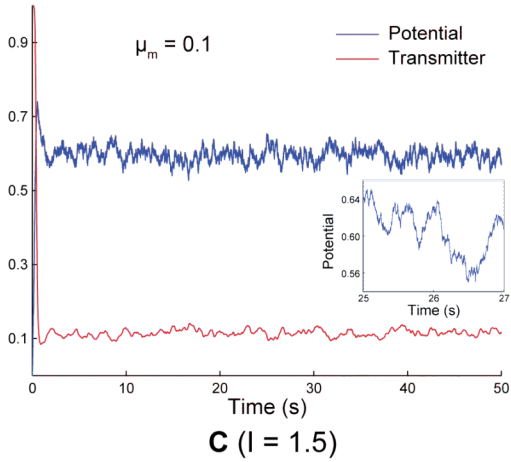 0.9
0.7
0.5
0.3
0.1
μm = 0.1
Potential
Transmitter
Potential
0.64
0.60
0.56
25
26
27
Time (s)
0
10
20
30
40
50
Time (s)
C (I = 1.5)